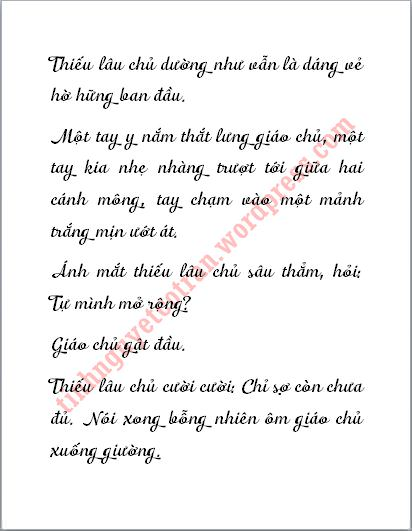 Thiếu lâu chủ dường như vẫn là dáng vẻ
hờ hững ban đầu.
Một tay y nắm thắt lưng giáo chủ, một
tay kia nhẹ nhàng trượt tới giữa hai
cánh mông, tay chạm vào một mảnh
trắng mịn ướt át.
Ánh mắt thiếu lâu chủ sâu thẳm, hỏi:
Tự mình mở rộng?
Giáo chủ gật đầu.
Thiếu lâu chủ cười cười: Chỉ sợ còn chưa
đủ. Nói xong bỗng nhiên ôm giáo chủ
xuống giường.
tinhnguyetcotran.wordpress.com